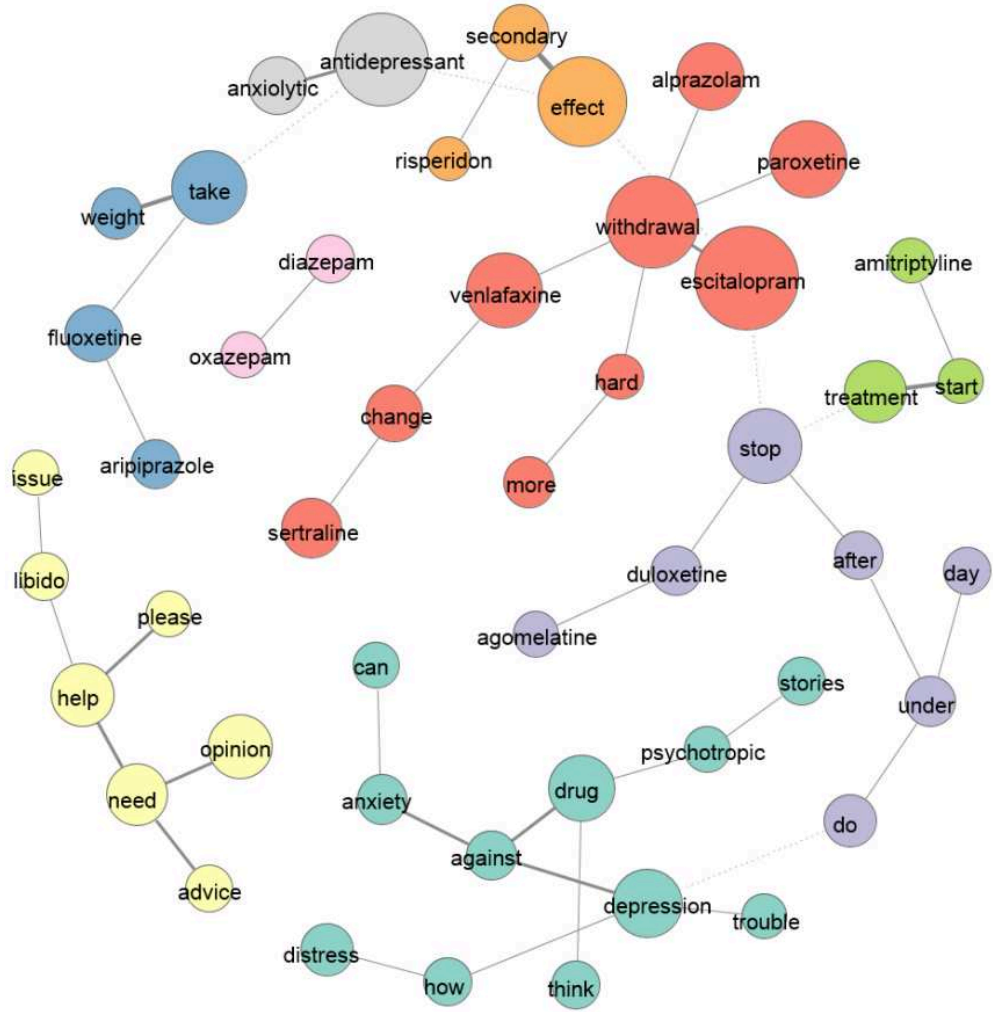 secondary
antidepressant
anxiolytic
alprazolam
effect
risperidon
paroxetine
take
weight
withdrawal
diazepam
amitriptyline
escitalopram
venlafaxine
fluoxetine
oxazepam
hard
start
treatment
change
stop
aripiprazole
issue
more
sertraline
after
day
duloxetine
libido
please
agomelatine
can
stories
help
under
opinion
psychotropic
drug
need
anxiety
do
against
advice
depression
trouble
distress
how
think